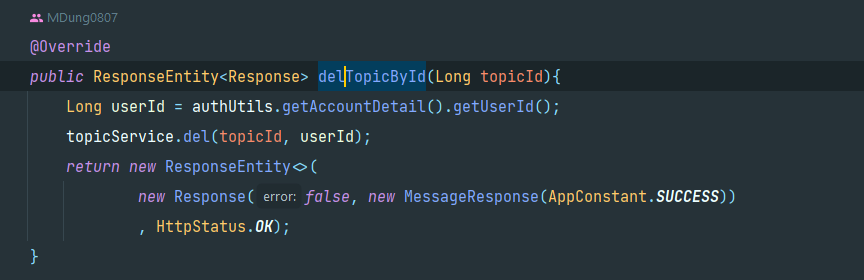 MDung0807
@Override
public ResponseEntity<Response> delTopicById(Long topicId){
Long userId = authUtils.getAccountDetail().getUserId();
topicService.del(topicId, userId);
return new ResponseEntity<>(
new Response( error: false, new MessageResponse(AppConstant.SUCCESS))
, HttpStatus.OK);
}